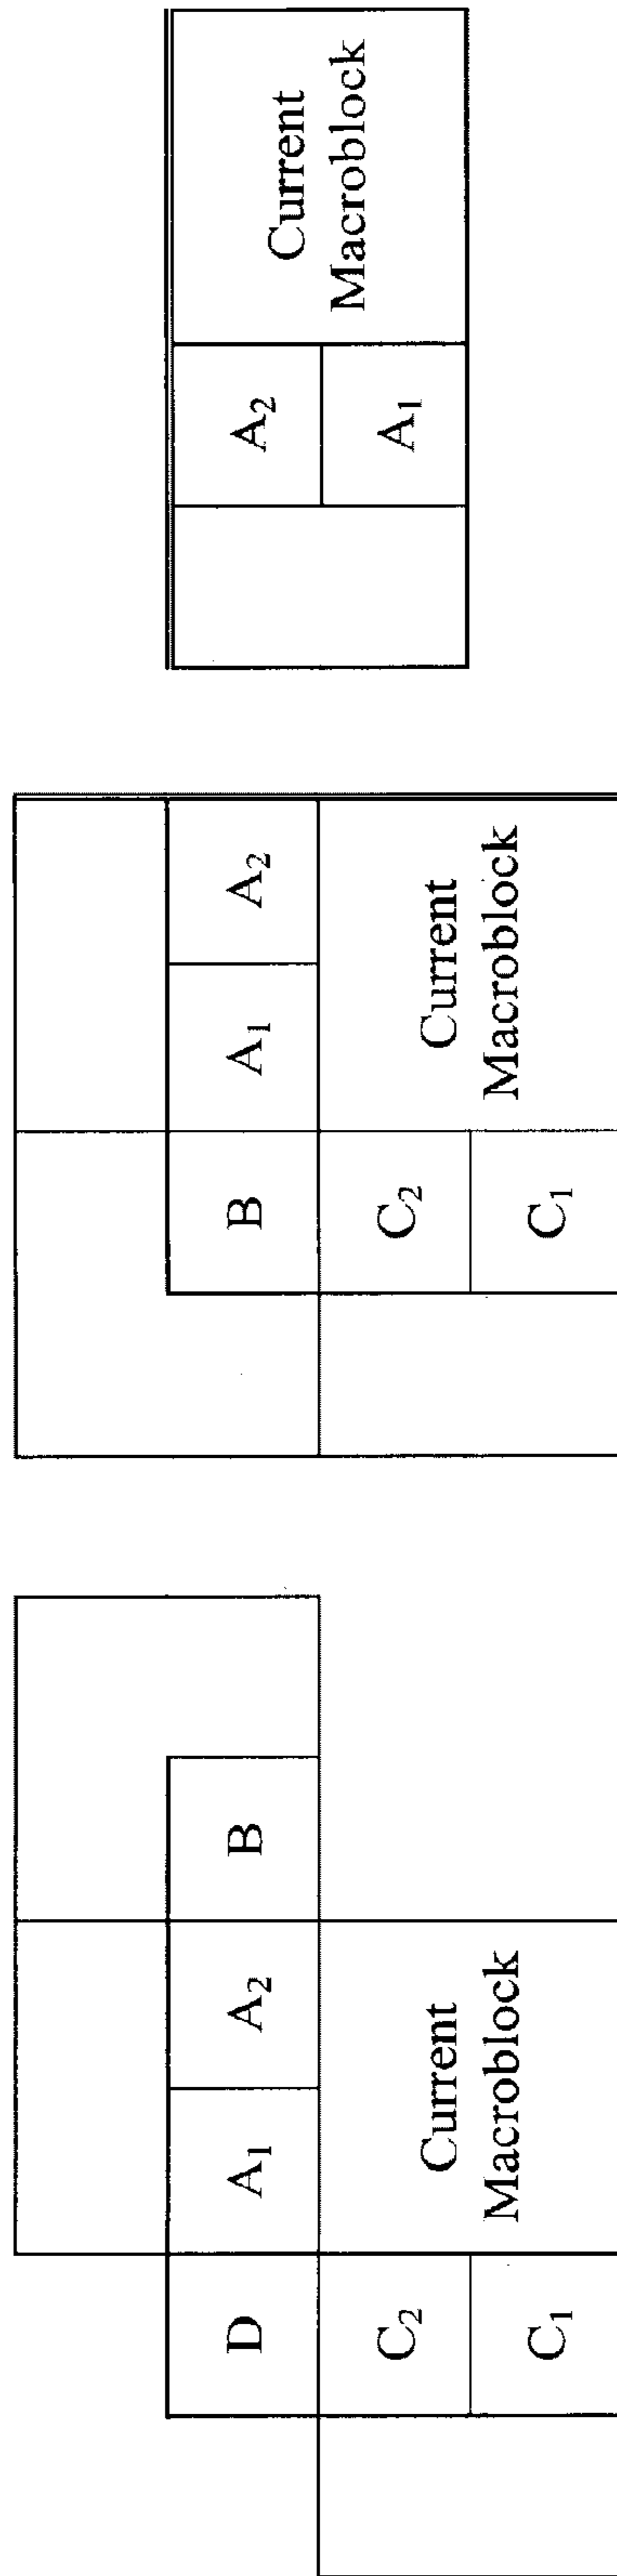 D
A₁
A₂
B
C₂
C₁
Current
Macroblock
B
A₁
A₂
C₂
C₁
Current
Macroblock
A₂
A₁
Current
Macroblock